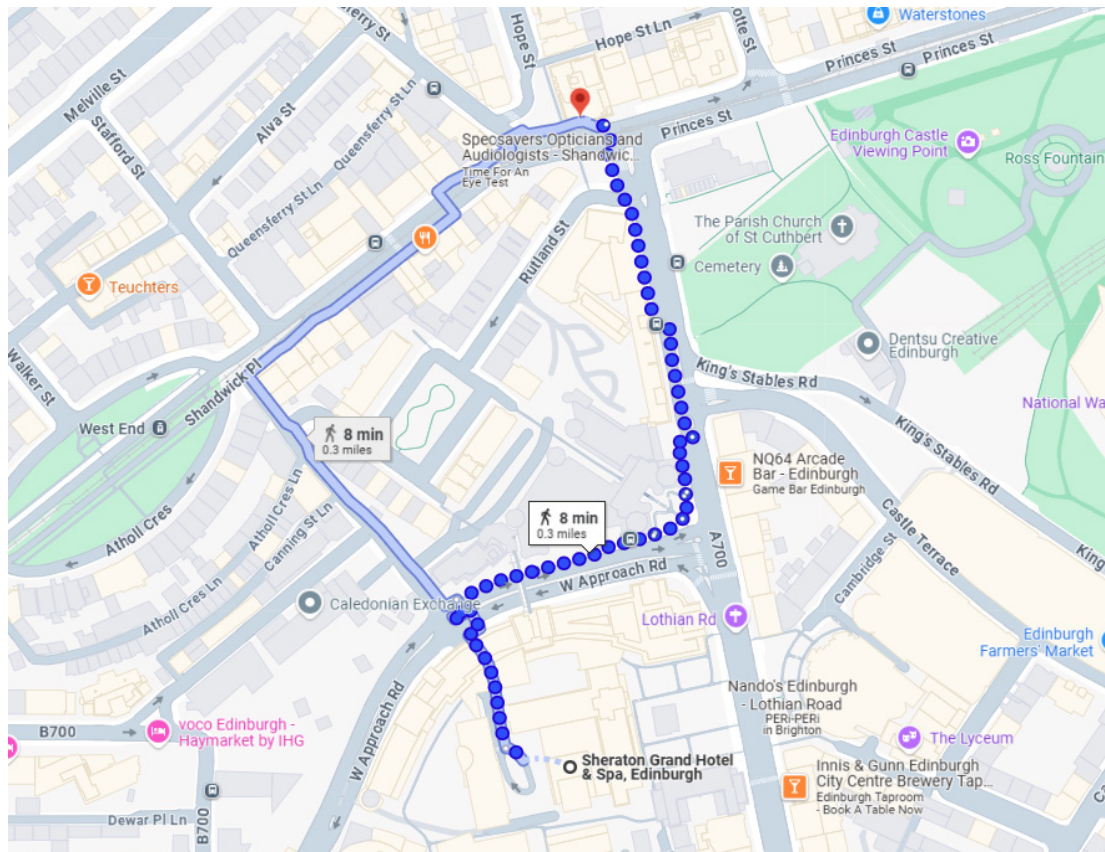 Waterstones
Hope St
Hope St Ln
Princes St
Princes St
Princes St
Queensferry St
Melville St
Alva St
Stafford St
Queensferry St Ln
Queensferry St Ln
Specsavers Opticians and
Audiologists - Shandwic...
Time For An
Eye Test
Edinburgh Castle
Viewing Point
Ross Fountain
The Parish Church
of St Cuthbert
Cemetery
Rutland St
Teuchters
Walker St
Shandwick Pl
Dentsu Creative
Edinburgh
King's Stables Rd
King's Stables Rd
National Wa
West End
8 min
0.3 miles
Atholl Cres
Atholl Cres Ln
Canning St Ln
NQ64 Arcade
Bar - Edinburgh
Game Bar Edinburgh
8 min
0.3 miles
A700
Castle Terrace
Cambridge St
King
W Approach Rd
Caledonian Exchange
Atholl Cres Ln
Lothian Rd
Edinburgh
Farmers' Market
W Approach Rd
B700
voco Edinburgh -
Haymarket by IHG
Nando's Edinburgh
- Lothian Road
PERi-PERi
in Brighton
The Lyceum
Sheraton Grand Hotel
& Spa, Edinburgh
Innis & Gunn Edinburgh
City Centre Brewery Tap...
Edinburgh Taproom
- Book A Table Now
Dewar Pl Ln
B700